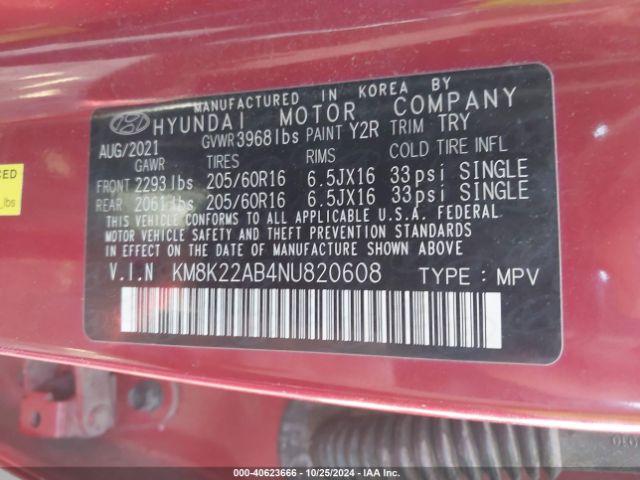 MANUFACTURED IN KOREA BY
HYUNDAI MOTOR COMPANY
AUG/2021 GVWR 3968 lbs PAINT Y2R TRIM TRY
GAWR TIRES RIMS COLD TIRE INFL
FRONT 2293 lbs 205/60R16 6.5JX16 33psi SINGLE
REAR 2061 lbs 205/60R16 6.5JX16 33psi SINGLE
THIS VEHICLE CONFORMS TO ALL APPLICABLE U.S.A. FEDERAL
MOTOR VEHICLE SAFETY AND THEFT PREVENTION STANDARDS
IN EFFECT ON THE DATE OF MANUFACTURE SHOWN ABOVE.
V.I.N KM8K22AB4NU820608 TYPE : MPV
CED
lbs
000-40623666 - 10/25/2024 - IAA Inc.